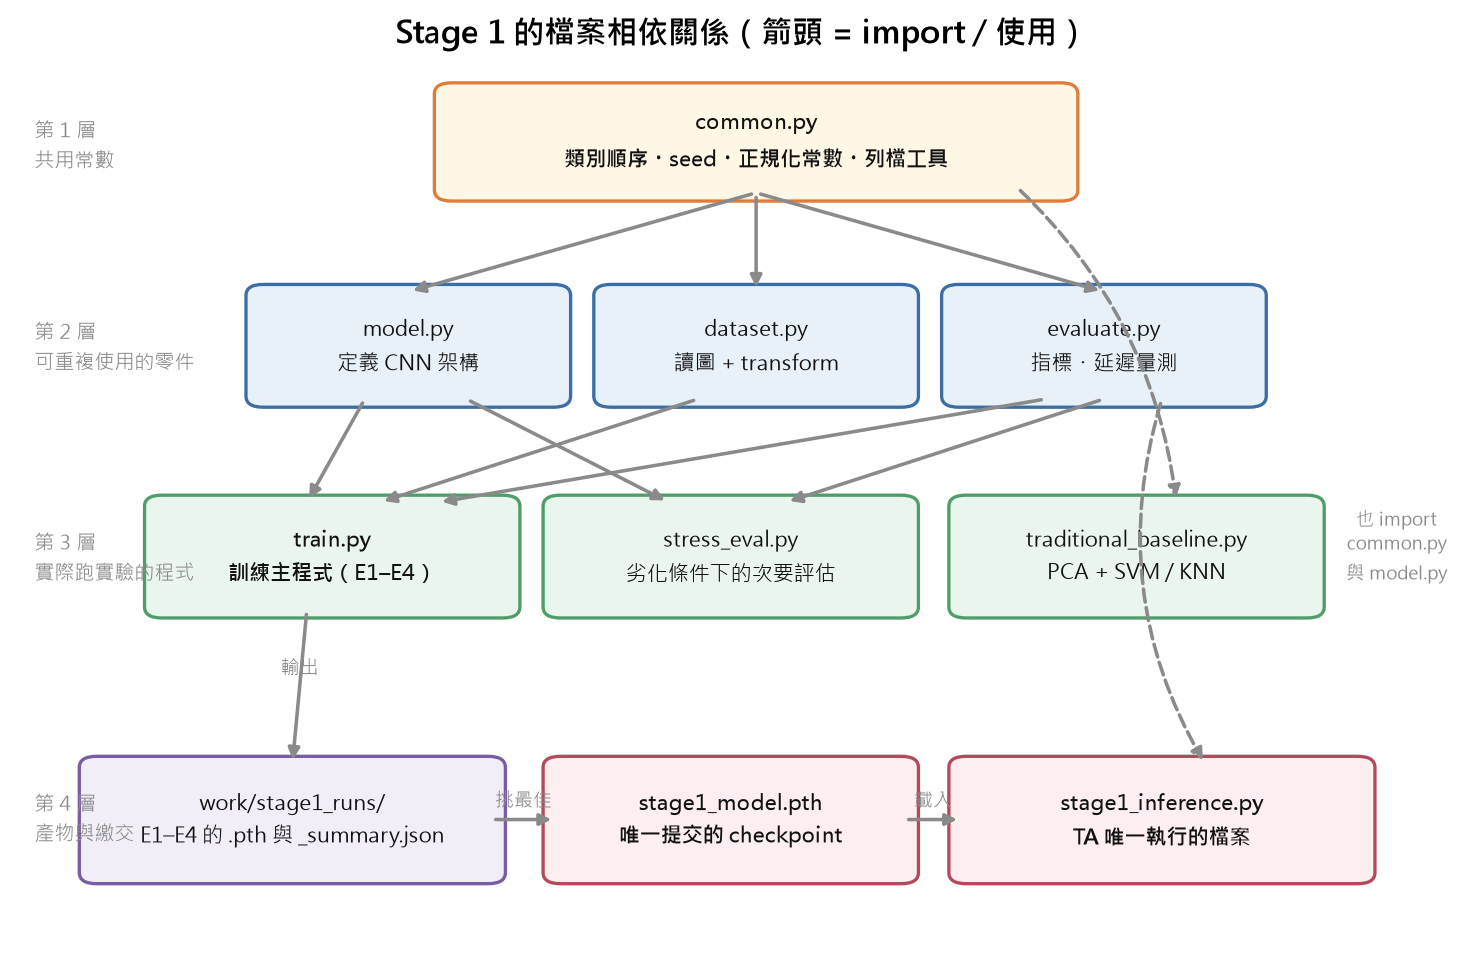 Stage 1 的檔案相依關係（箭頭 = import / 使用）
第 1 層
共用常數
common.py
類別順序・seed・正規化常數・列檔工具
第 2 層
可重複使用的零件
model.py
定義 CNN 架構
dataset.py
讀圖 + transform
evaluate.py
指標・延遲量測
第 3 層
實際跑實驗的程式
train.py
訓練主程式（E1–E4）
stress_eval.py
劣化條件下的次要評估
traditional_baseline.py
PCA + SVM / KNN
也 import
common.py
與 model.py
輸出
第 4 層
產物與繳交
work/stage1_runs/
E1–E4 的 .pth 與 _summary.json
挑最佳
stage1_model.pth
唯一提交的 checkpoint
載入
stage1_inference.py
TA 唯一執行的檔案